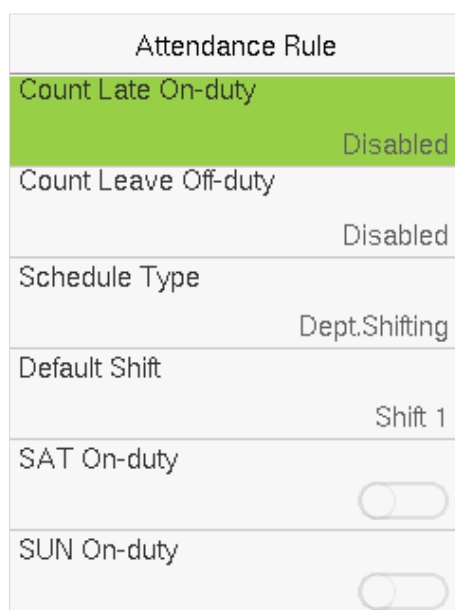 Attendance Rule
Count Late On-duty
Disabled
Count Leave Off-duty
Disabled
Schedule Type
Dept.Shifting
Default Shift
Shift 1
SAT On-duty
SUN On-duty